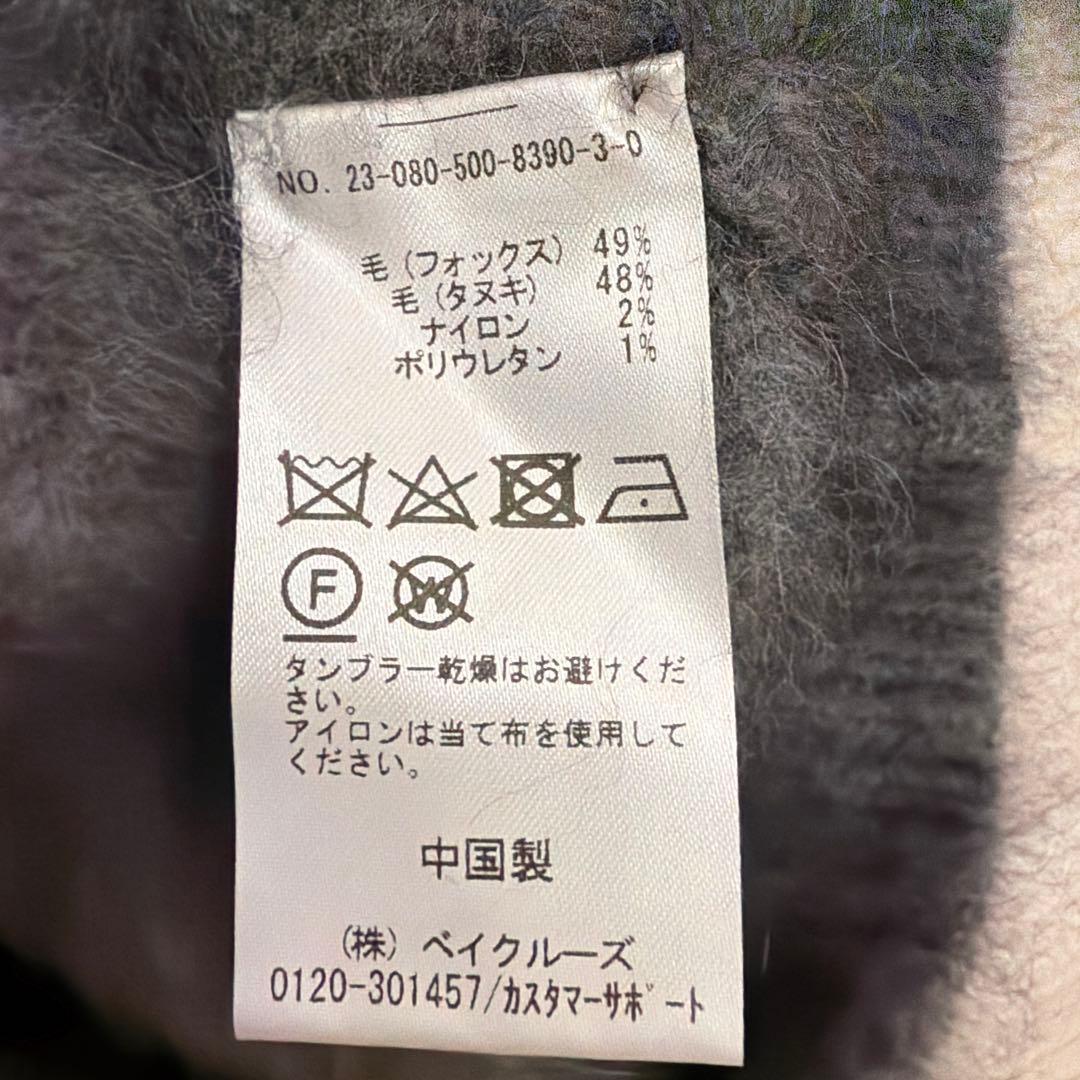 NO. 23-080-500-8390-3-0
毛（フォックス） 49%
毛（タヌキ） 48%
ナイロン 2%
ポリウレタン 1%
F W
タンブラー乾燥はお避けくだ
さい。
アイロンは当て布を使用して
ください。
中国製
（株）ベイクルーズ
0120-301457/カスタマーサポート